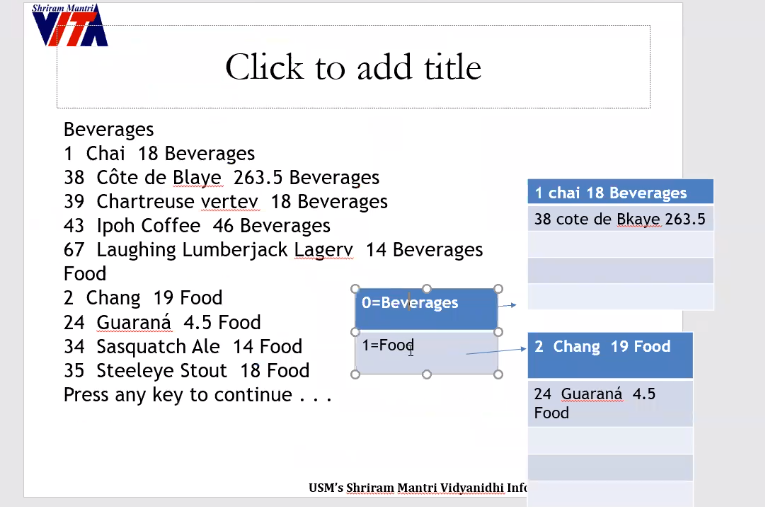 Shriram Mantri
VITA
Click to add title
Beverages
1 Chai 18 Beverages
38 Côte de Blaye 263.5 Beverages
39 Chartreuse vertev 18 Beverages
43 Ipoh Coffee 46 Beverages
67 Laughing Lumberjack Lagerv 14 Beverages
Food
2 Chang 19 Food
24 Guaraná 4.5 Food
34 Sasquatch Ale 14 Food
35 Steeleye Stout 18 Food
Press any key to continue . . .
0=Beverages
1=Food
1 chai 18 Beverages
38 cote de Bkaye 263.5
2 Chang 19 Food
24 Guaraná 4.5
Food
USM's Shriram Mantri Vidyanidhi Info